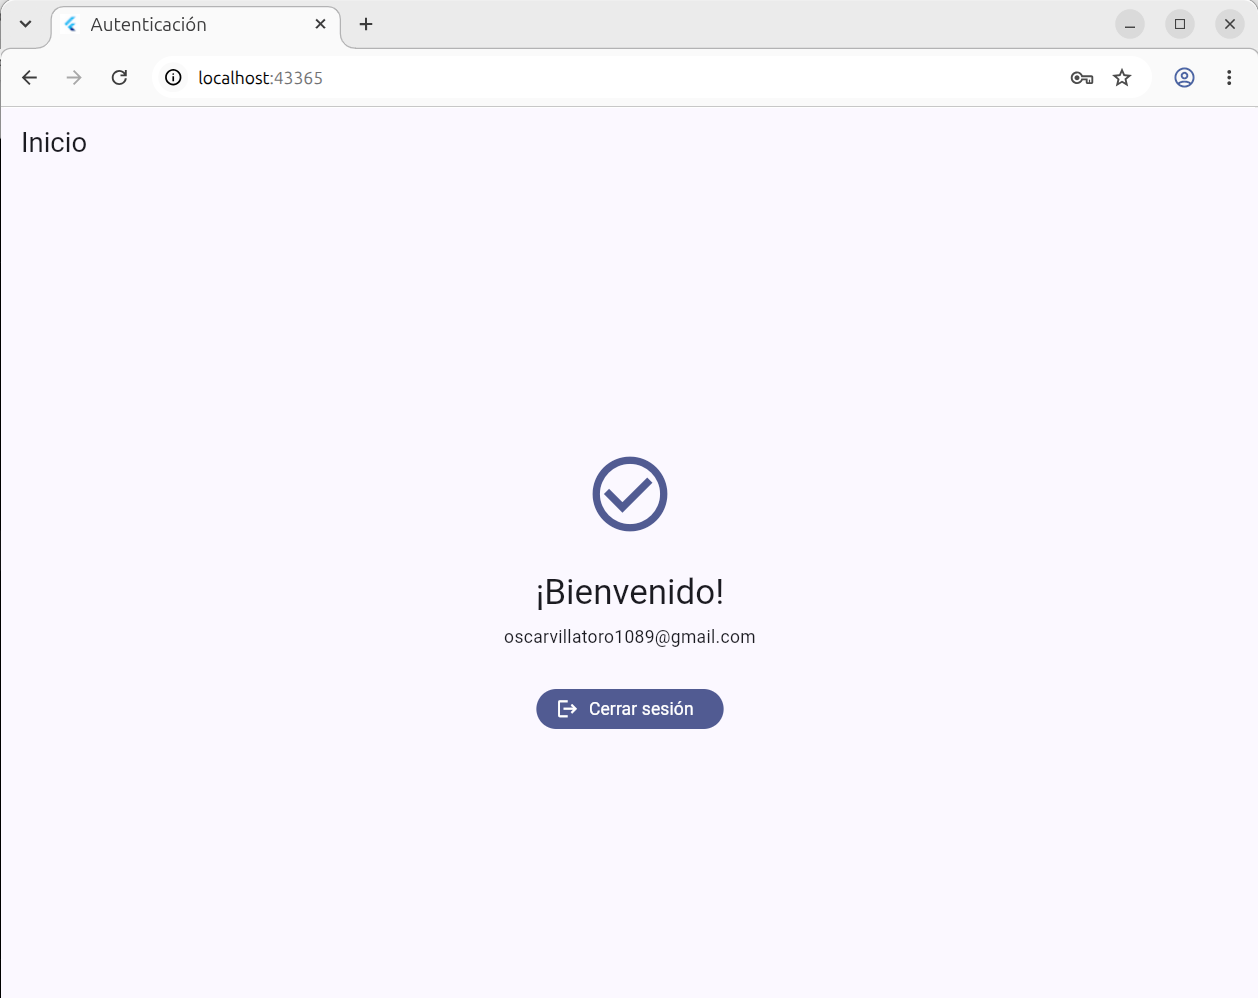 Autenticación
localhost:43365
Inicio
¡Bienvenido!
oscarvillatoro1089@gmail.com
Cerrar sesión